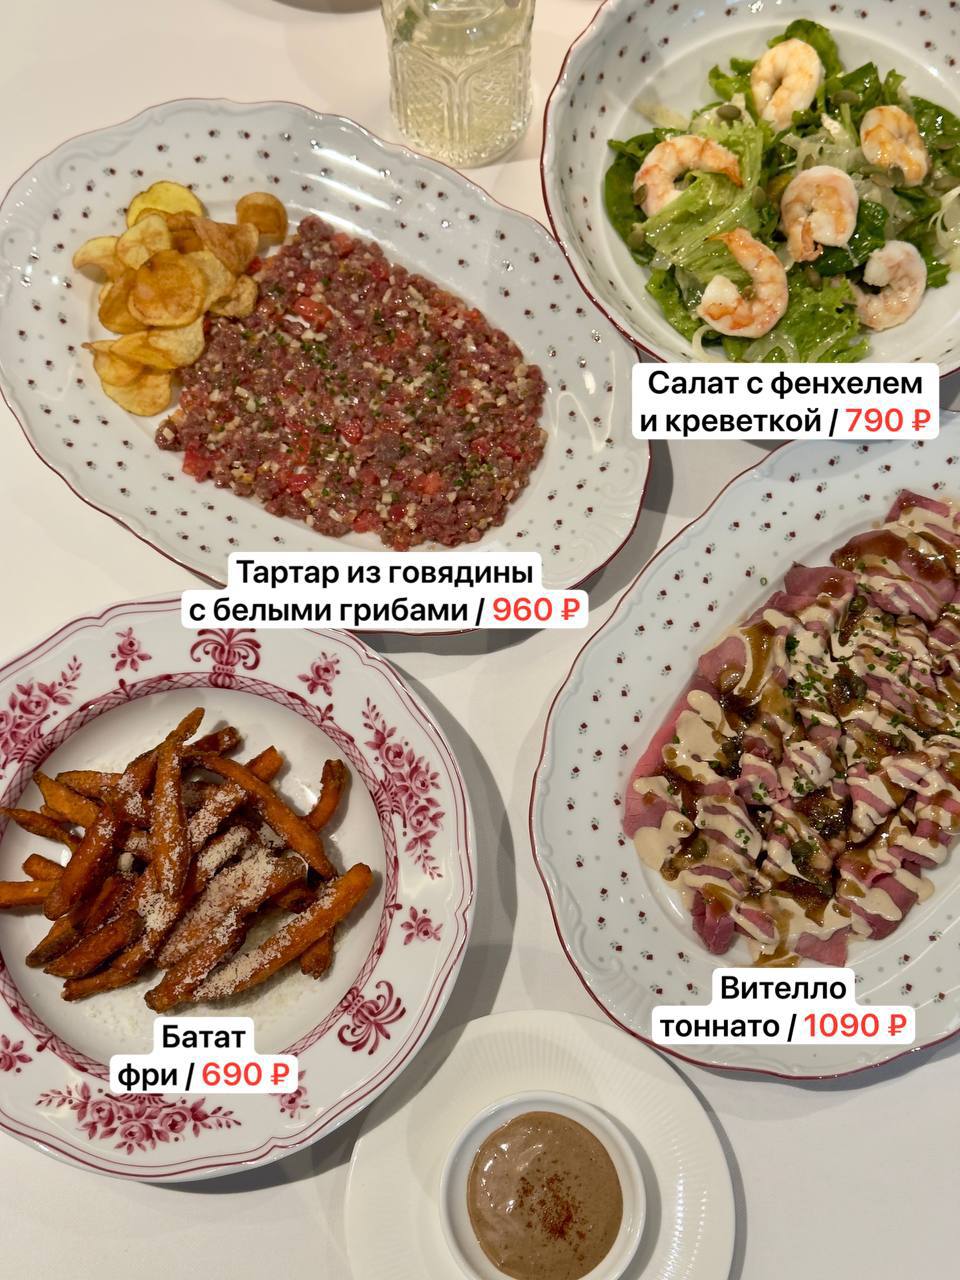 Салат с фенхелем
и креветкой / 790 ₽
Тартар из говядины
с белыми грибами / 960 ₽
Вителло
тоннато / 1090 ₽
Батат
фри / 690 ₽